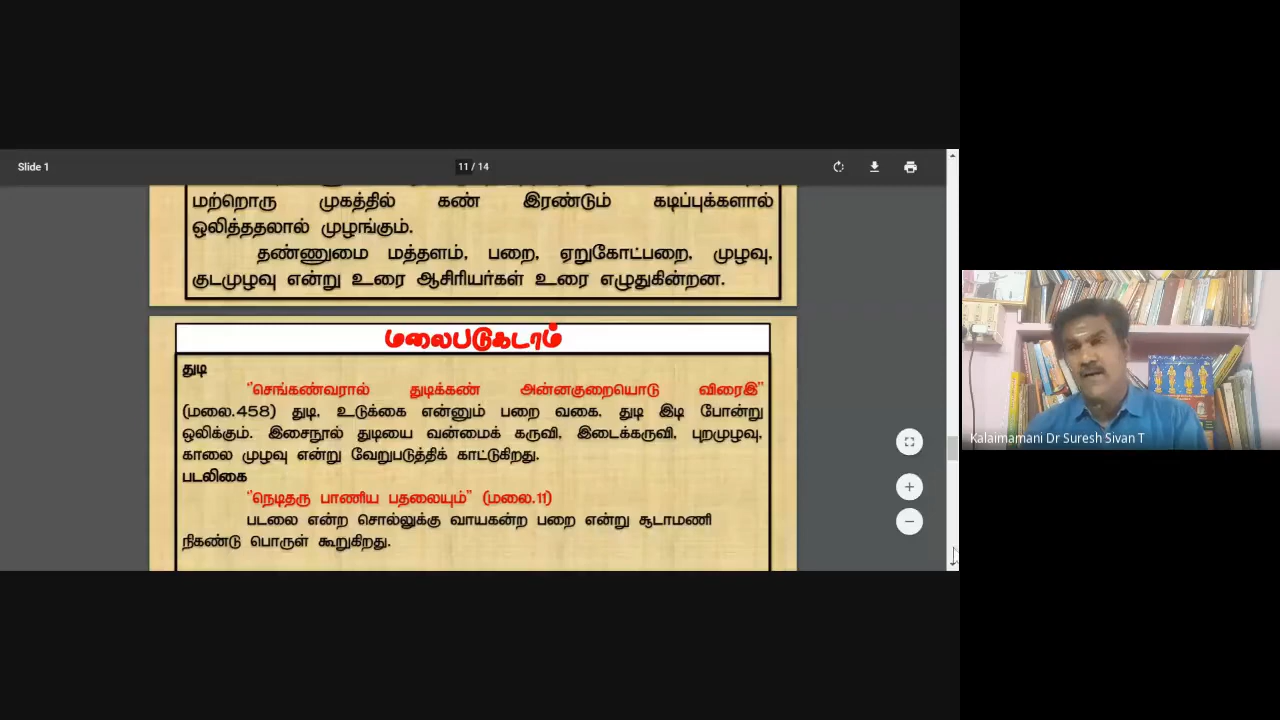 Slide 1
11 / 14
மற்றொரு முகத்தில் கண் இரண்டும் கடிப்புக்களால்
ஒலித்ததலால் முழங்கும்.
தண்ணுமை மத்தளம், பறை, ஏறுகோட்பறை, முழவு,
குடமுழவு என்று உரை ஆசிரியர்கள் உரை எழுதுகின்றன.
மலைபடுகடாம்
துடி
"செங்கண்வரால் துடிக்கண் அன்னகுறையொடு விரைஇ"
(மலை.458) துடி, உடுக்கை என்னும் பறை வகை. துடி இடி போன்று
ஒலிக்கும். இசைநூல் துடியை வன்மைக் கருவி, இடைக்கருவி, புறமுழவு,
காலை முழவு என்று வேறுபடுத்திக் காட்டுகிறது.
படலிகை
"நெடிதரு பாணிய பதலையும்" (மலை.11)
படலை என்ற சொல்லுக்கு வாயகன்ற பறை என்று சூடாமணி
நிகண்டு பொருள் கூறுகிறது.
Kalaimamani Dr Suresh Sivan T